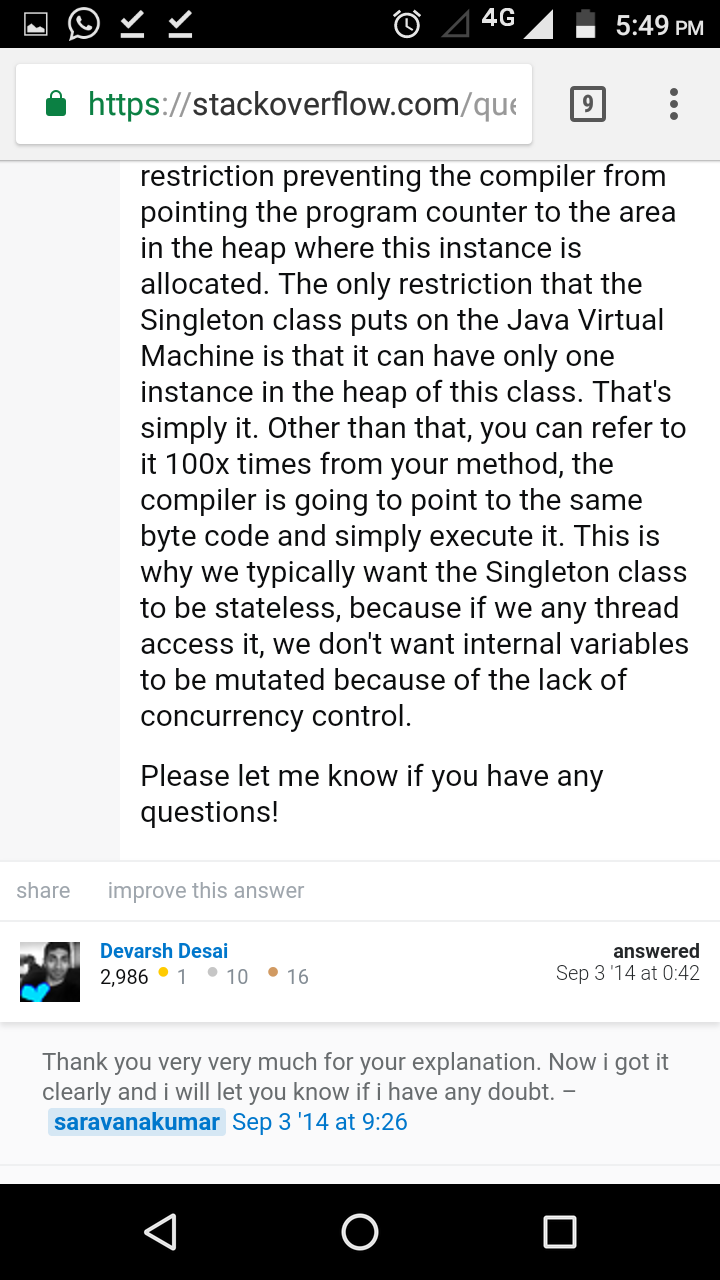 4G 5:49 PM
https://stackoverflow.com/que
9
restriction preventing the compiler from
pointing the program counter to the area
in the heap where this instance is
allocated. The only restriction that the
Singleton class puts on the Java Virtual
Machine is that it can have only one
instance in the heap of this class. That's
simply it. Other than that, you can refer to
it 100x times from your method, the
compiler is going to point to the same
byte code and simply execute it. This is
why we typically want the Singleton class
to be stateless, because if we any thread
access it, we don't want internal variables
to be mutated because of the lack of
concurrency control.
Please let me know if you have any
questions!
share improve this answer
Devarsh Desai answered
2,986 1 10 16 Sep 3 '14 at 0:42
Thank you very very much for your explanation. Now i got it
clearly and i will let you know if i have any doubt. –
saravanakumar Sep 3 '14 at 9:26